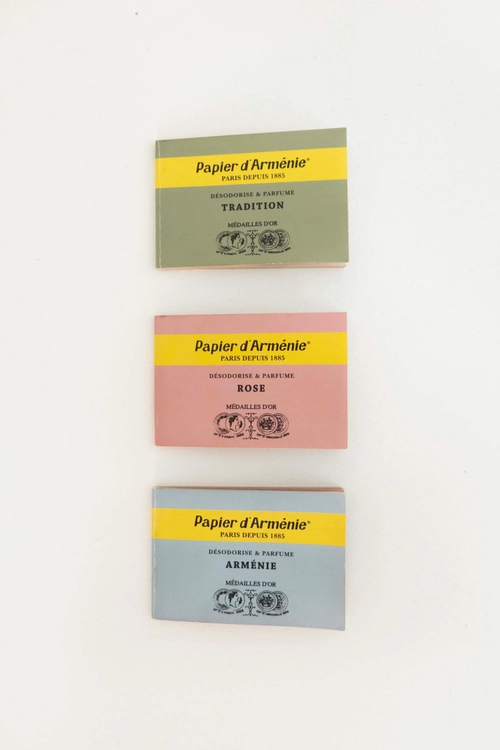 Papier d'Arménie®
PARIS DEPUIS 1885
DÉSODORISE & PARFUME
TRADITION
MÉDAILLES D'OR
Papier d'Arménie®
PARIS DEPUIS 1885
DÉSODORISE & PARFUME
ROSE
MÉDAILLES D'OR
Papier d'Arménie®
PARIS DEPUIS 1885
DÉSODORISE & PARFUME
ARMÉNIE
MÉDAILLES D'OR